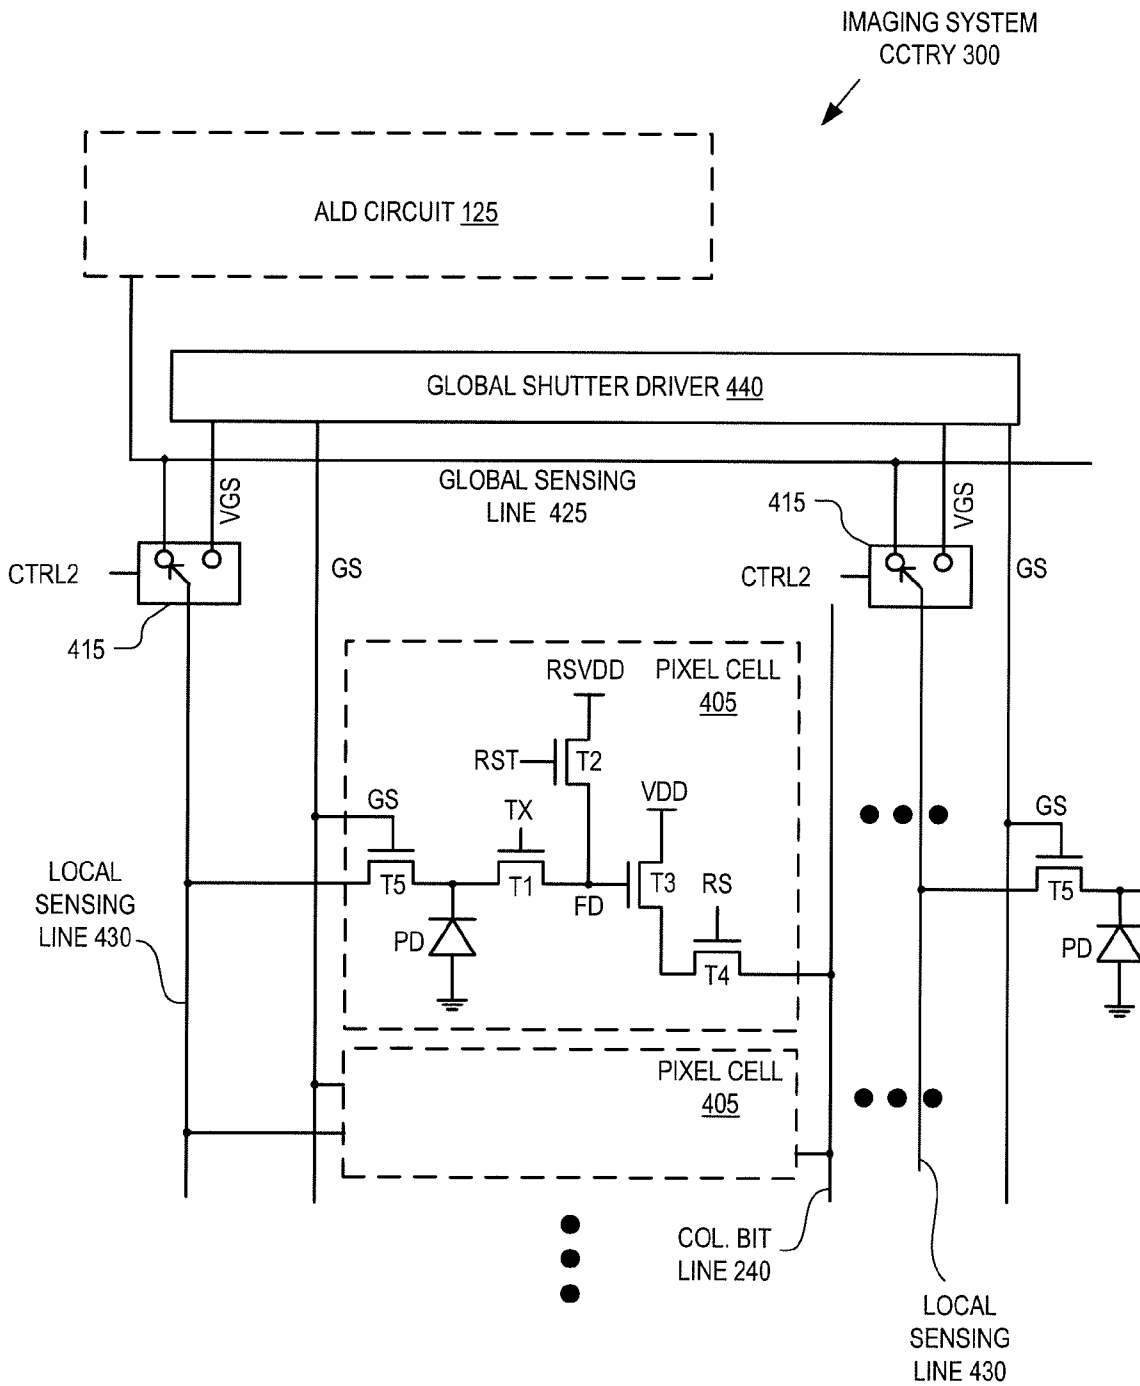 IMAGING SYSTEM
CCTRY 300
ALD CIRCUIT 125
GLOBAL SHUTTER DRIVER 440
GLOBAL SENSING
LINE 425
VGS
GS
CTRL2
415
415
VGS
CTRL2
GS
PIXEL CELL
405
RSVDD
RST
T2
VDD
GS
TX
T5
T1
FD
T3
RS
PD
T4
LOCAL
SENSING
LINE 430
GS
T5
PD
PIXEL CELL
405
COL. BIT
LINE 240
LOCAL
SENSING
LINE 430